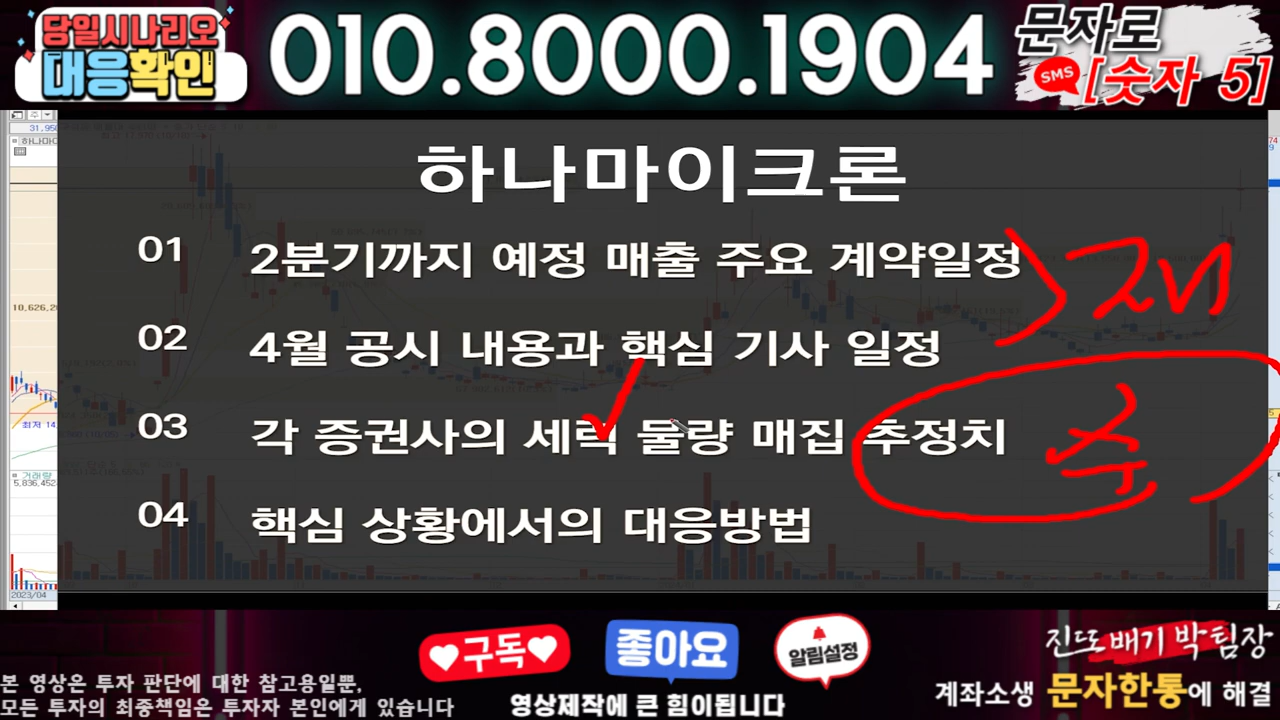 당일시나리오
대응확인
010.8000.1904
문자로
SMS
[숫자 5]
하나마이크론
01 2분기까지 예정 매출 주요 계약일정
02 4월 공시 내용과 핵심 기사 일정
03 각 증권사의 세력 물량 매집 추정치
04 핵심 상황에서의 대응방법
재
수
거래량
2023/04
구독
좋아요
알림설정
영상제작에 큰 힘이됩니다
본 영상은 투자 판단에 대한 참고용일뿐,
모든 투자의 최종책임은 투자자 본인에게 있습니다
진또배기 박팀장
계좌소생 문자한통에 해결